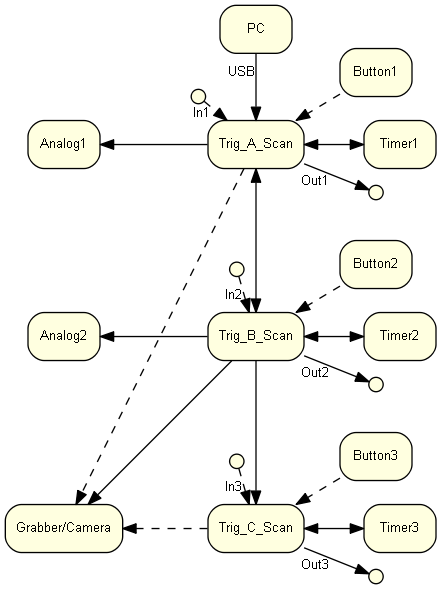 PC
USB
Button1
In1
Analog1
Trig_A_Scan
Timer1
Out1
Button2
In2
Analog2
Trig_B_Scan
Timer2
Out2
Button3
In3
Grabber/Camera
Trig_C_Scan
Timer3
Out3